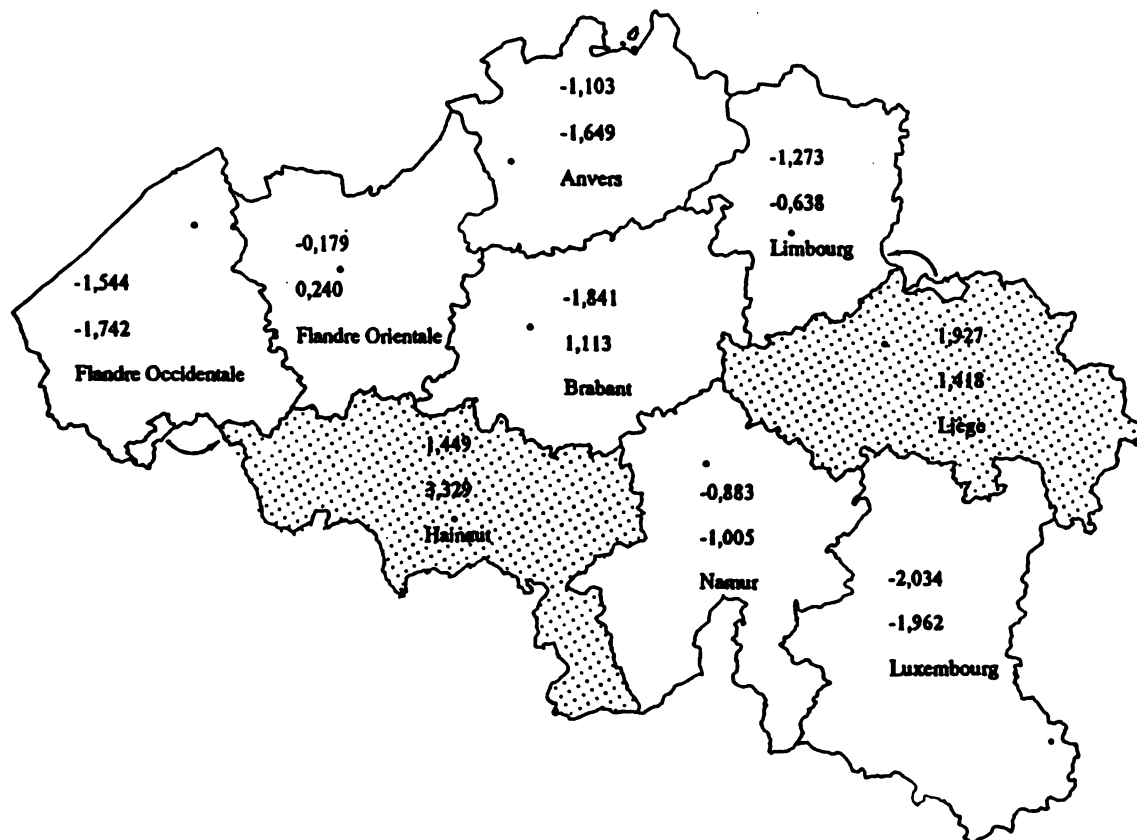 -1,103
-1,649
Anvers
-1,273
-0,638
Limbourg
-0,179
0,240
Flandre Orientale
-1,544
-1,742
Flandre Occidentale
-1,841
1,113
Brabant
1,927
1,418
Liège
1,449
3,329
Hainaut
-0,883
-1,005
Namur
-2,034
-1,962
Luxembourg